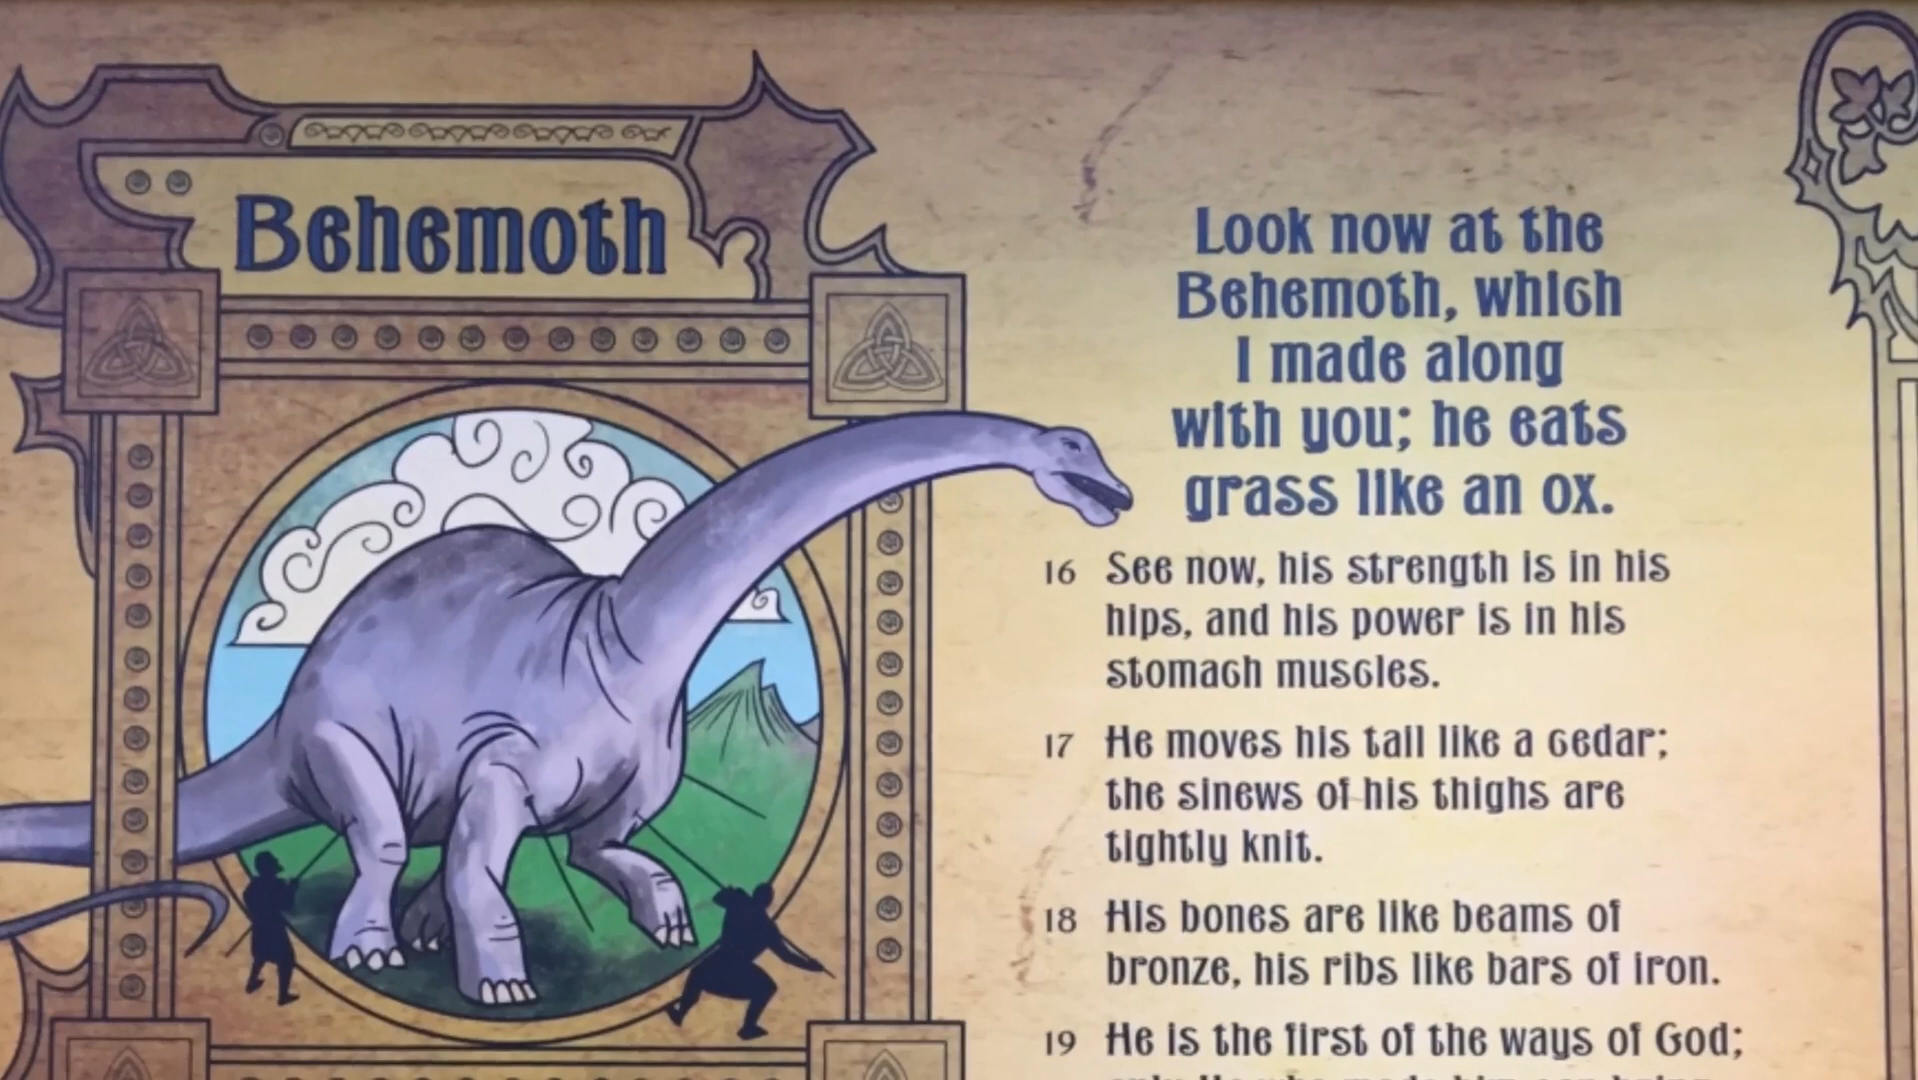 Behemoth
Look now at the
Behemoth, which
I made along
with you; he eats
grass like an ox.
16 See now, his strength is in his
hips, and his power is in his
stomach muscles.
17 He moves his tail like a cedar;
the sinews of his thighs are
tightly knit.
18 His bones are like beams of
bronze, his ribs like bars of iron.
19 He is the first of the ways of God;